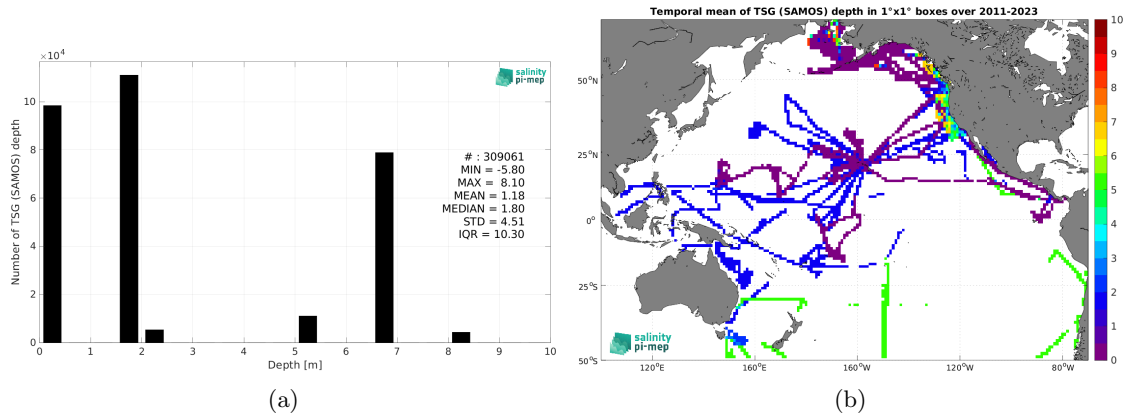 ×10⁴
10
8
6
4
2
0
Number of TSG (SAMOS) depth
0 1 2 3 4 5 6 7 8 9 10
Depth [m]
salinity
pi-mep
# : 309061
MIN = -5.80
MAX = 8.10
MEAN = 1.18
MEDIAN = 1.80
STD = 4.51
IQR = 10.30
(a)
Temporal mean of TSG (SAMOS) depth in 1°x1° boxes over 2011-2023
50°N
25°N
0°
25°S
50°S
120°E 160°E 160°W 120°W 80°W
salinity
pi-mep
10
9
8
7
6
5
4
3
2
1
0
(b)